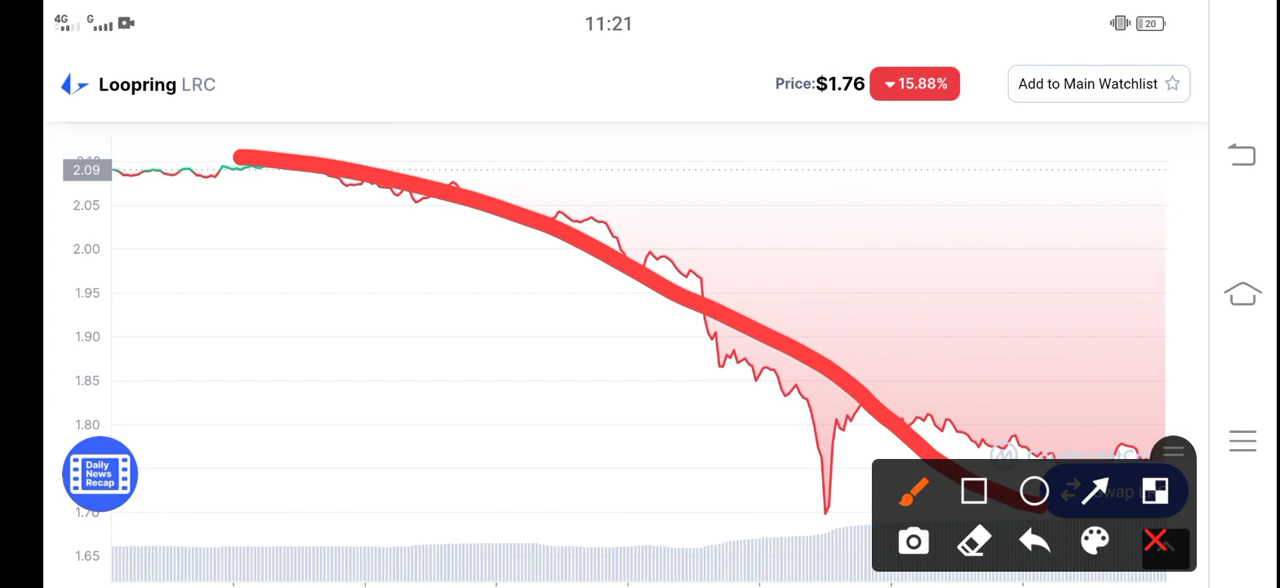 4G G 11:21 20
Loopring LRC Price:$1.76 15.88% Add to Main Watchlist
2.09
2.05
2.00
1.95
1.90
1.85
1.80
Daily
News
Recap
1.70
1.65